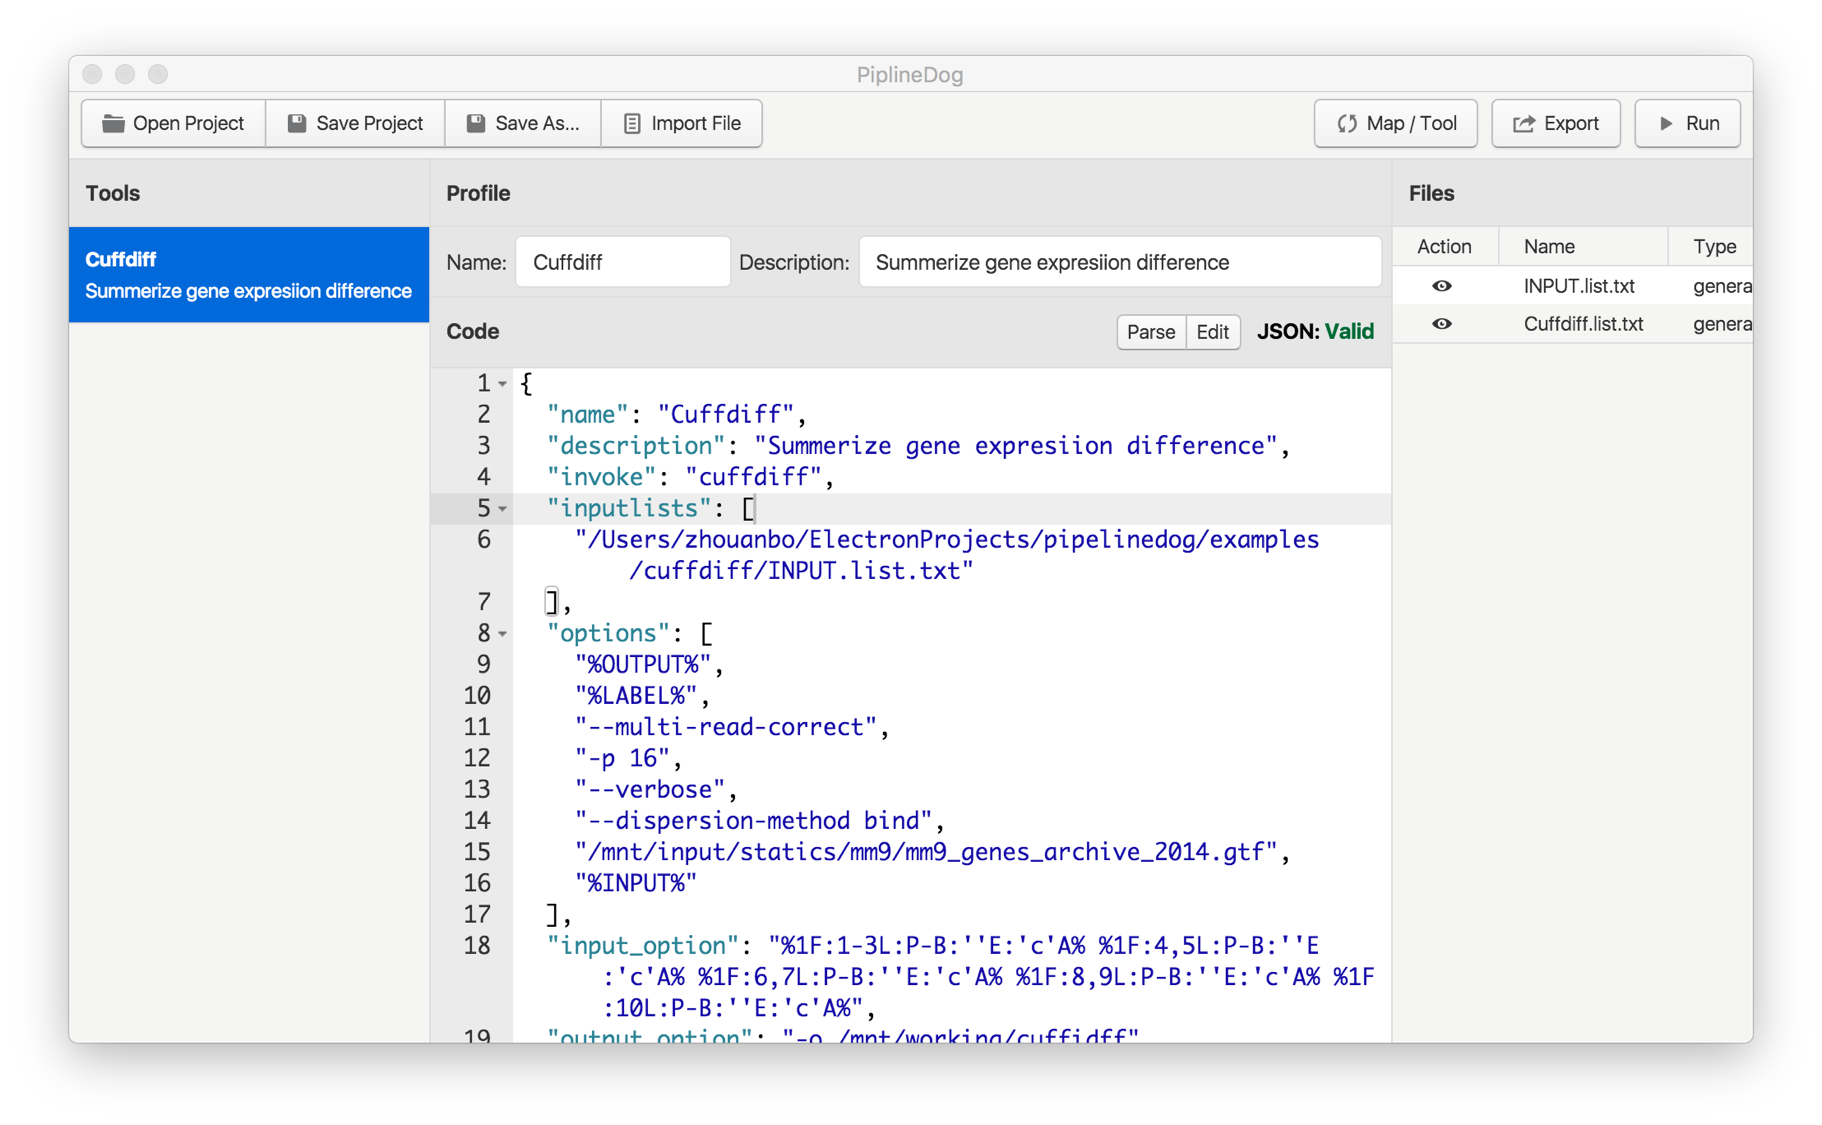 PiplineDog
Open Project Save Project Save As... Import File Map / Tool Export Run
Tools
Cuffdiff
Summerize gene expresiion difference
Profile
Name: Cuffdiff Description: Summerize gene expresiion difference
Code Parse Edit JSON: Valid
1 {
2 "name": "Cuffdiff",
3 "description": "Summerize gene expresiion difference",
4 "invoke": "cuffdiff",
5 "inputlists": [
6 "/Users/zhouanbo/ElectronProjects/pipelinedog/examples
/cuffdiff/INPUT.list.txt"
7 ],
8 "options": [
9 "%OUTPUT%",
10 "%LABEL%",
11 "--multi-read-correct",
12 "-p 16",
13 "--verbose",
14 "--dispersion-method bind",
15 "/mnt/input/statics/mm9/mm9_genes_archive_2014.gtf",
16 "%INPUT%"
17 ],
18 "input_option": "%1F:1-3L:P-B:''E:'c'A% %1F:4,5L:P-B:''E
:'c'A% %1F:6,7L:P-B:''E:'c'A% %1F:8,9L:P-B:''E:'c'A% %1F
:10L:P-B:''E:'c'A%",
19 "output_option": "-o /mnt/working/cuffidff"
Files
Action Name Type
INPUT.list.txt genera
Cuffdiff.list.txt genera